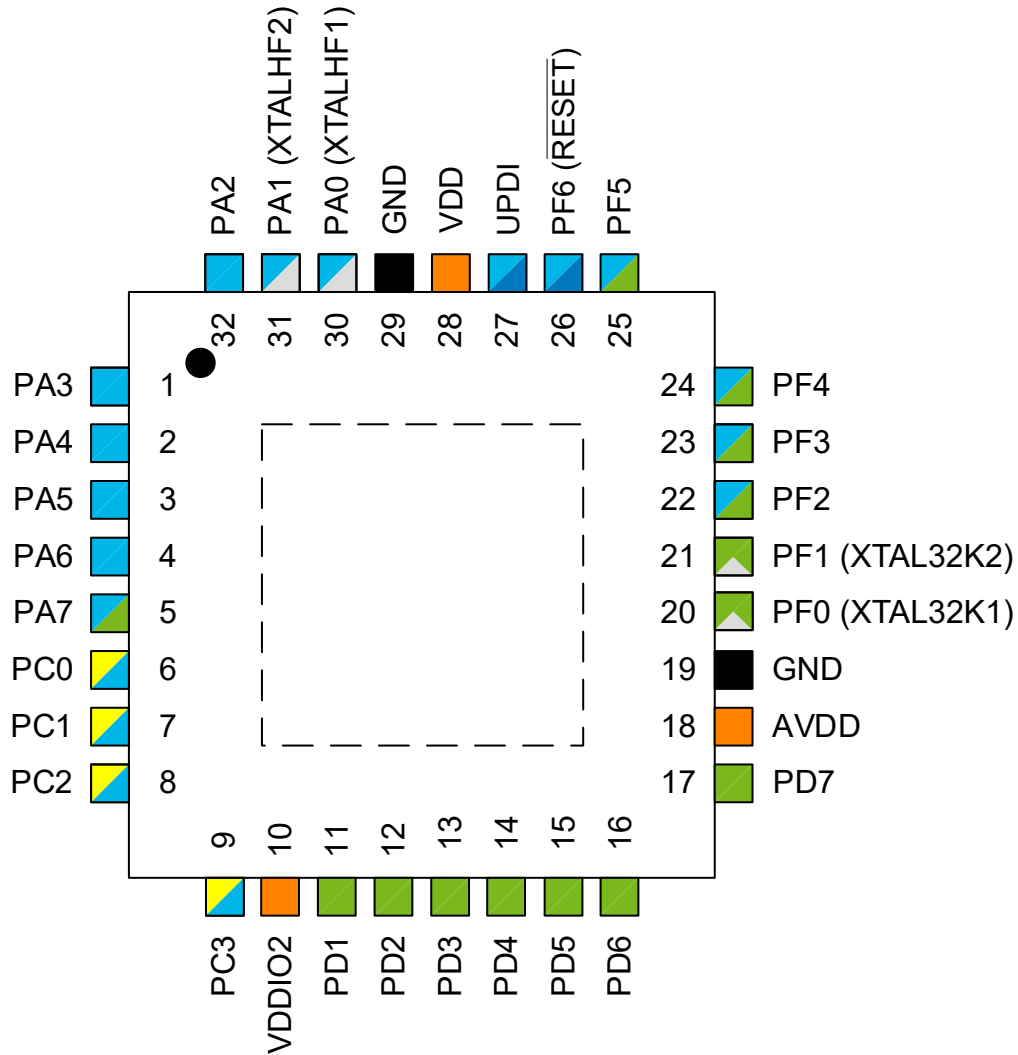 PA2
PA1 (XTALHF2)
PA0 (XTALHF1)
GND
VDD
UPDI
PF6 (RESET)
PF5
32
31
30
29
28
27
26
25
PA3 1
PA4 2
PA5 3
PA6 4
PA7 5
PC0 6
PC1 7
PC2 8
24 PF4
23 PF3
22 PF2
21 PF1 (XTAL32K2)
20 PF0 (XTAL32K1)
19 GND
18 AVDD
17 PD7
9
10
11
12
13
14
15
16
PC3
VDDIO2
PD1
PD2
PD3
PD4
PD5
PD6